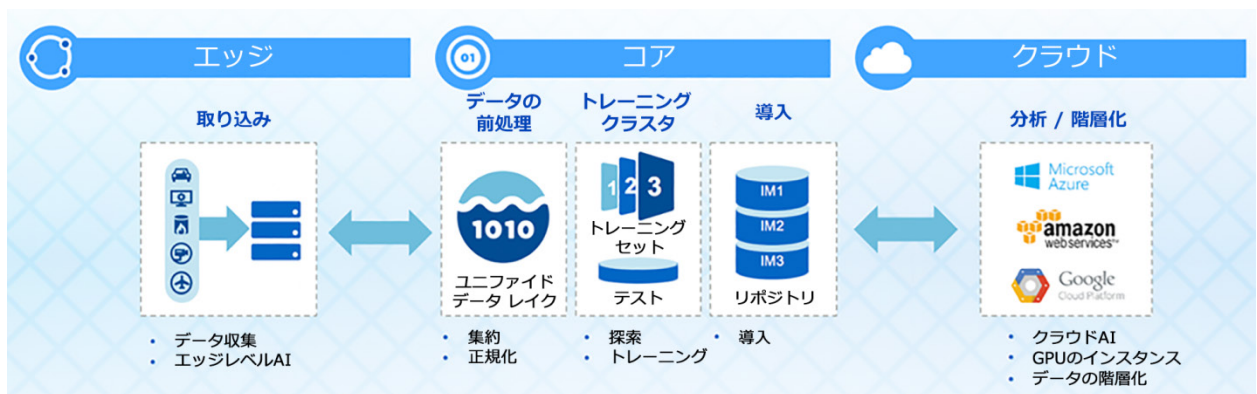 エッジ
取り込み
データ収集
エッジレベルAI
01
コア
データの
前処理
1010
ユニファイド
データ レイク
集約
正規化
トレーニング
クラスタ
1 2 3
トレーニング
セット
テスト
探索
トレーニング
導入
IM1
IM2
IM3
リポジトリ
導入
クラウド
分析 / 階層化
Microsoft
Azure
amazon
webservices™
Google
Cloud Platform
クラウドAI
GPUのインスタンス
データの階層化